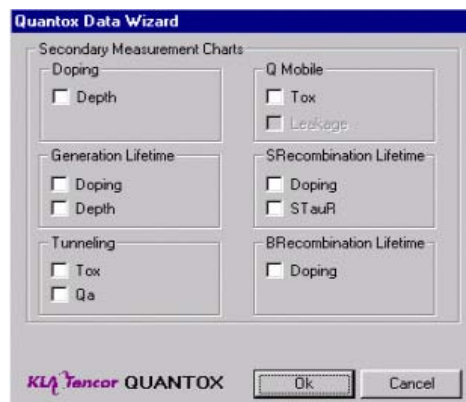 Quantox Data Wizard
Secondary Measurement Charts
Doping
Depth
Q Mobile
Tox
Leakage
Generation Lifetime
Doping
Depth
SRecombination Lifetime
Doping
STauR
Tunneling
Tox
Qa
BRecombination Lifetime
Doping
KLA Tencor QUANTOX
Ok
Cancel